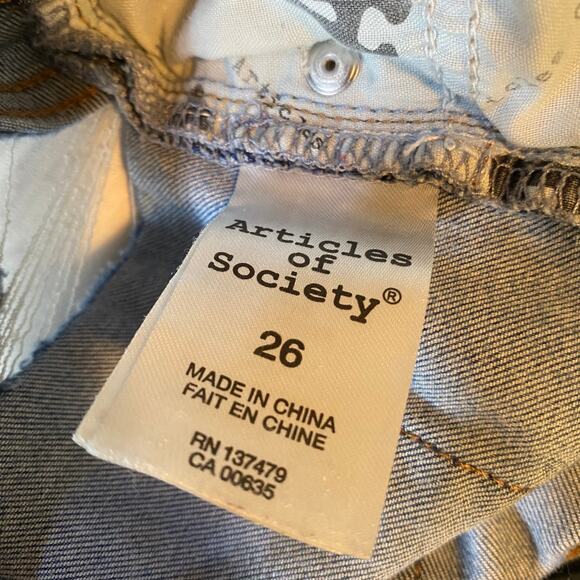 Articles
of
Society®
26
MADE IN CHINA
FAIT EN CHINE
RN 137479
CA 00635